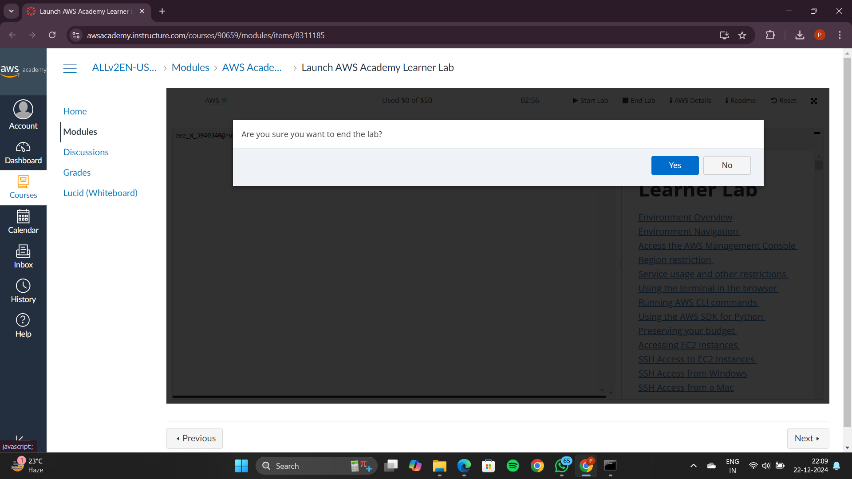 Launch AWS Academy Learner
awsacademy.instructure.com/courses/90659/modules/items/8311185
P
aws academy
ALLv2EN-US... > Modules > AWS Acade... > Launch AWS Academy Learner Lab
Account
Dashboard
Courses
Calendar
Inbox
History
Help
Home
Modules
Discussions
Grades
Lucid (Whiteboard)
AWS
Used $0 of $50
02:56
Start Lab
End Lab
AWS Details
Readme
Reset
Are you sure you want to end the lab?
Yes
No
Learner Lab
Environment Overview
Environment Navigation
Access the AWS Management Console
Region restriction
Service usage and other restrictions
Using the terminal in the browser
Running AWS CLI commands
Using the AWS SDK for Python
Preserving your budget
Accessing EC2 Instances
SSH Access to EC2 Instances
SSH Access from Windows
SSH Access from a Mac
Previous
Next
javascript:;
1
23°C
Haze
Search
ENG
IN
22:09
22-12-2024